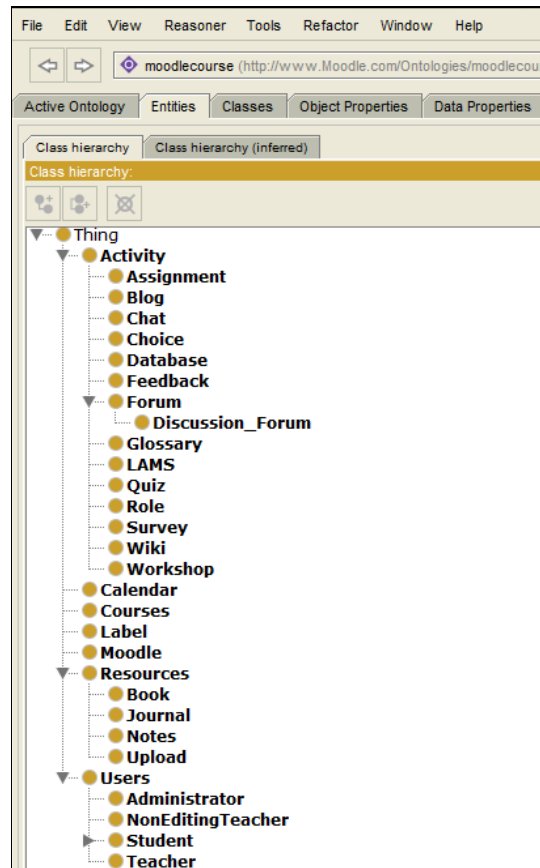 File Edit View Reasoner Tools Refactor Window Help
moodlecourse (http://www.Moodle.com/Ontologies/moodlecou
Active Ontology Entities Classes Object Properties Data Properties
Class hierarchy Class hierarchy (inferred)
Class hierarchy:
Thing
Activity
Assignment
Blog
Chat
Choice
Database
Feedback
Forum
Discussion_Forum
Glossary
LAMS
Quiz
Role
Survey
Wiki
Workshop
Calendar
Courses
Label
Moodle
Resources
Book
Journal
Notes
Upload
Users
Administrator
NonEditingTeacher
Student
Teacher